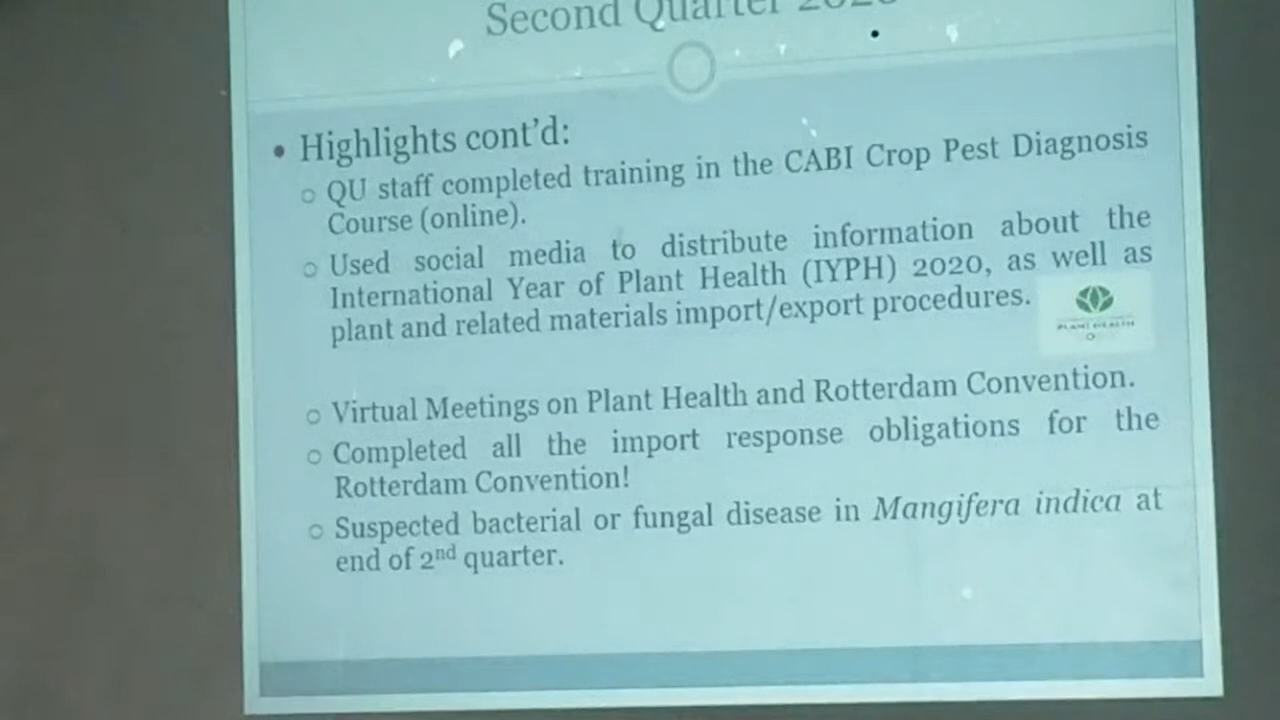 Second Quarter 2020
• Highlights cont'd:
○ QU staff completed training in the CABI Crop Pest Diagnosis
Course (online).
○ Used social media to distribute information about the
International Year of Plant Health (IYPH) 2020, as well as
plant and related materials import/export procedures.
PLANT HEALTH
○ Virtual Meetings on Plant Health and Rotterdam Convention.
○ Completed all the import response obligations for the
Rotterdam Convention!
○ Suspected bacterial or fungal disease in Mangifera indica at
end of 2nd quarter.